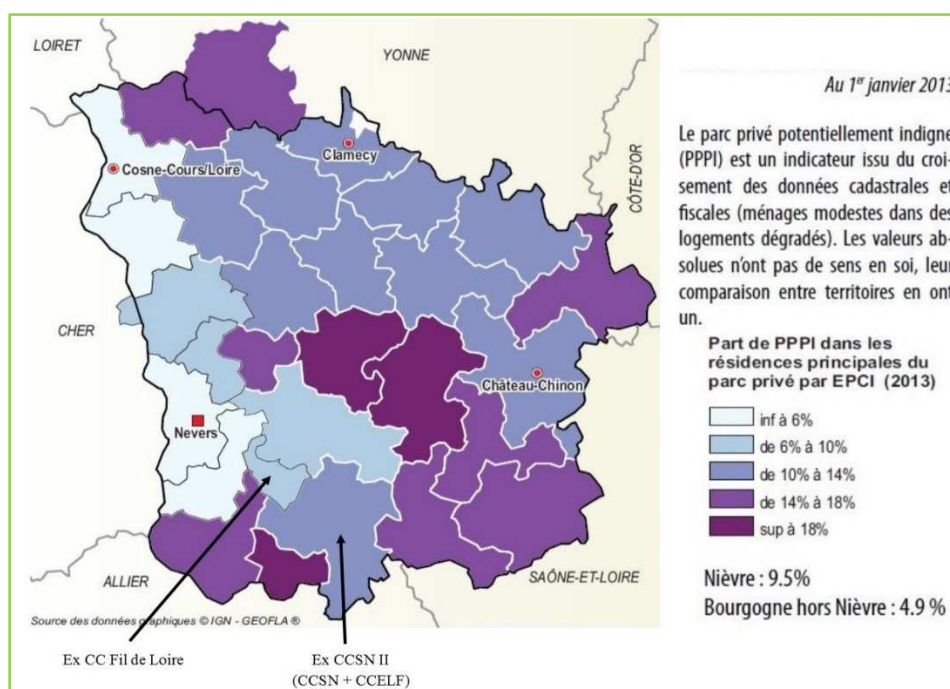 LOIRET
YONNE
Clamecy
Cosne-Cours/Loire
CÔTE-D'OR
CHER
Château-Chinon
Nevers
ALLIER
SAÔNE-ET-LOIRE
Source des données graphiques © IGN - GEOFLA ®
Ex CC Fil de Loire
Ex CCSN II
(CCSN + CCELF)
Au 1er janvier 2013
Le parc privé potentiellement indigne
(PPPI) est un indicateur issu du croi-
sement des données cadastrales et
fiscales (ménages modestes dans des
logements dégradés). Les valeurs ab-
solues n'ont pas de sens en soi, leur
comparaison entre territoires en ont
un.
Part de PPPI dans les
résidences principales du
parc privé par EPCI (2013)
inf à 6%
de 6% à 10%
de 10% à 14%
de 14% à 18%
sup à 18%
Nièvre : 9.5%
Bourgogne hors Nièvre : 4.9 %